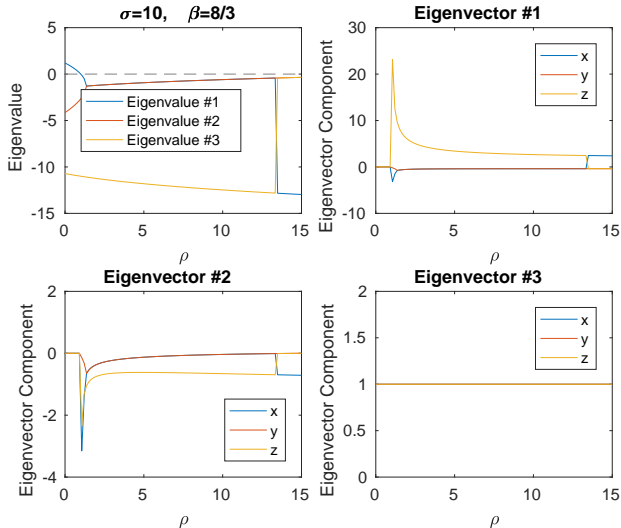 σ=10,    β=8/3
5
0
-5
-10
-15
Eigenvalue
Eigenvalue #1
Eigenvalue #2
Eigenvalue #3
0
5
10
15
ρ
Eigenvector #1
30
20
10
0
-10
Eigenvector Component
x
y
z
0
5
10
15
ρ
Eigenvector #2
0
-2
-4
Eigenvector Component
x
y
z
0
5
10
15
ρ
Eigenvector #3
2
1.5
1
0.5
0
Eigenvector Component
x
y
z
0
5
10
15
ρ